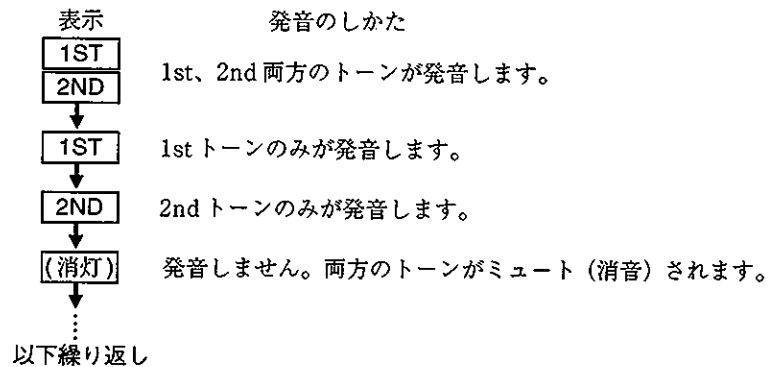 表示 発音のしかた
1ST
2ND
1st、2nd 両方のトーンが発音します。
1ST 1st トーンのみが発音します。
2ND 2nd トーンのみが発音します。
(消灯) 発音しません。両方のトーンがミュート（消音）されます。
以下繰り返し